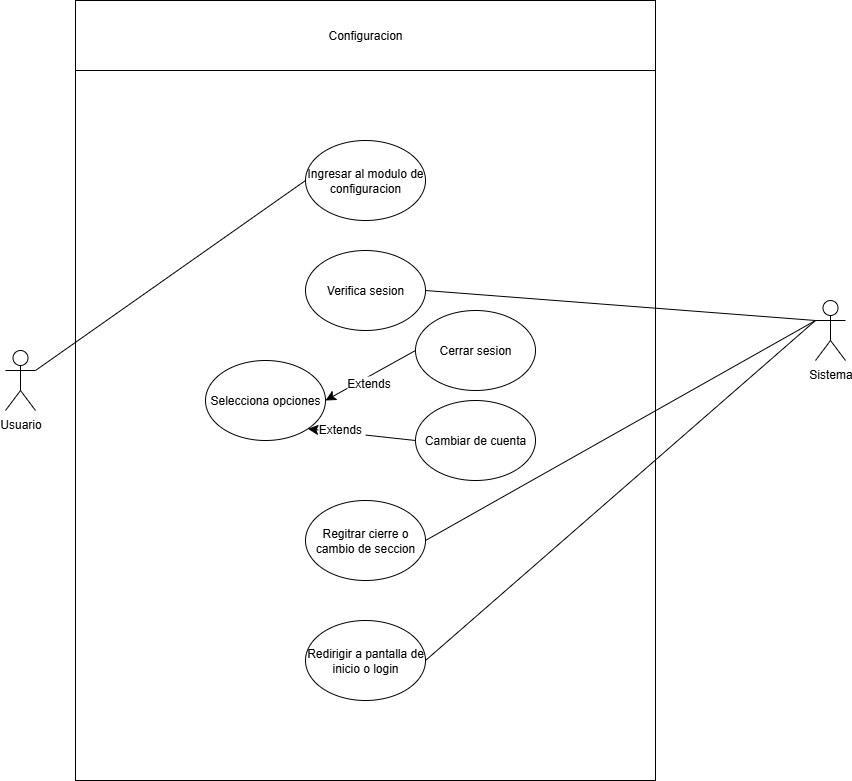 Configuracion
Ingresar al modulo de
configuracion
Verifica sesion
Cerrar sesion
Extends
Selecciona opciones
Extends
Cambiar de cuenta
Usuario
Sistema
Regitrar cierre o
cambio de seccion
Redirigir a pantalla de
inicio o login